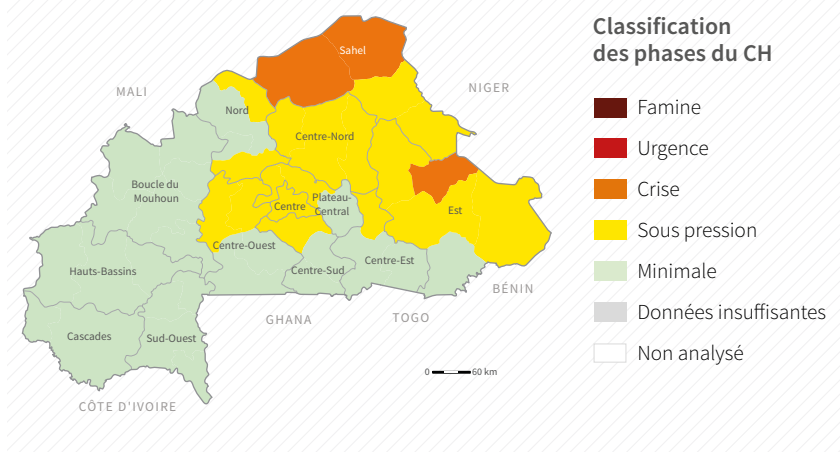 Classification
des phases du CH
Famine
Urgence
Crise
Sous pression
Minimale
Données insuffisantes
Non analysé
Sahel
MALI
NIGER
Nord
Centre-Nord
Boucle du
Mouhoun
Plateau-
Central
Centre
Est
Centre-Ouest
Centre-Est
Hauts-Bassins
Centre-Sud
BÉNIN
GHANA
TOGO
Cascades
Sud-Ouest
0 60 km
CÔTE D'IVOIRE